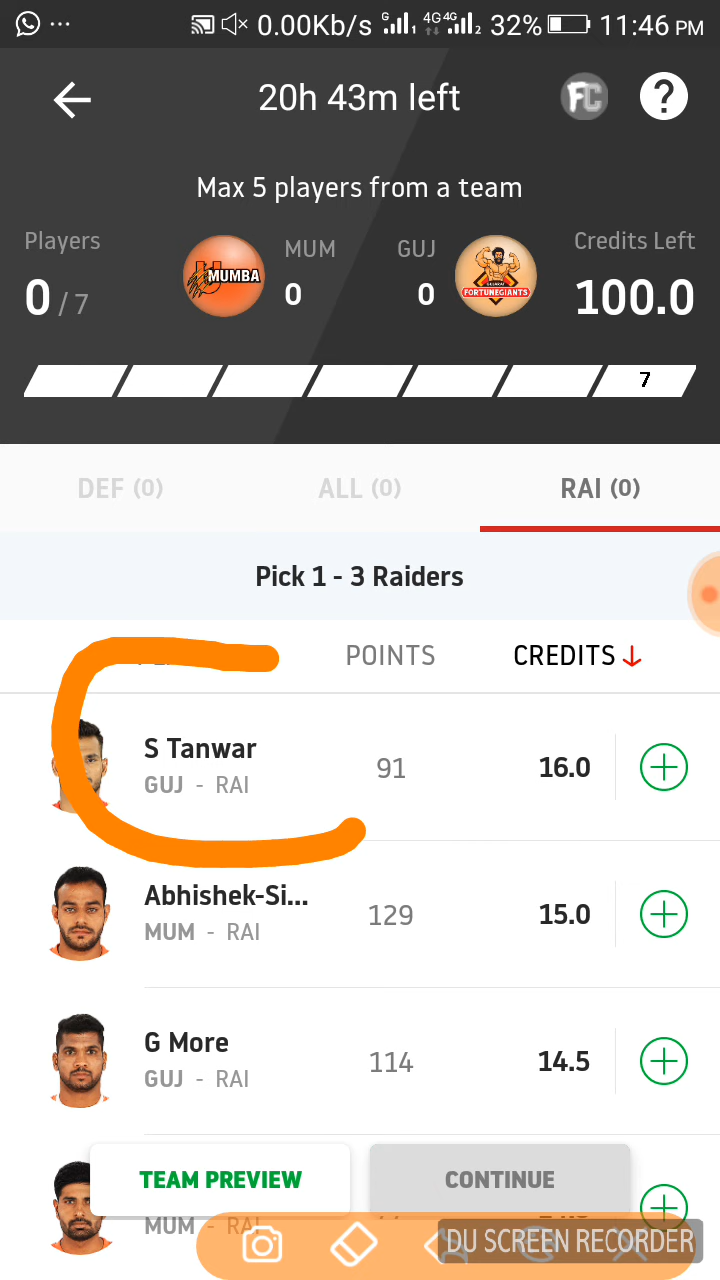 0.00Kb/s G 1 4G 4G 2 32% 11:46 PM
20h 43m left FC ?
Max 5 players from a team
Players MUM GUJ Credits Left
MUMBA
FORTUNEGIANTS
0 / 7 0 0 100.0
7
DEF (0) ALL (0) RAI (0)
Pick 1 - 3 Raiders
POINTS CREDITS
S Tanwar
GUJ - RAI 91 16.0
Abhishek-Si...
MUM - RAI 129 15.0
G More
GUJ - RAI 114 14.5
TEAM PREVIEW CONTINUE
MUM - RAI
DU SCREEN RECORDER